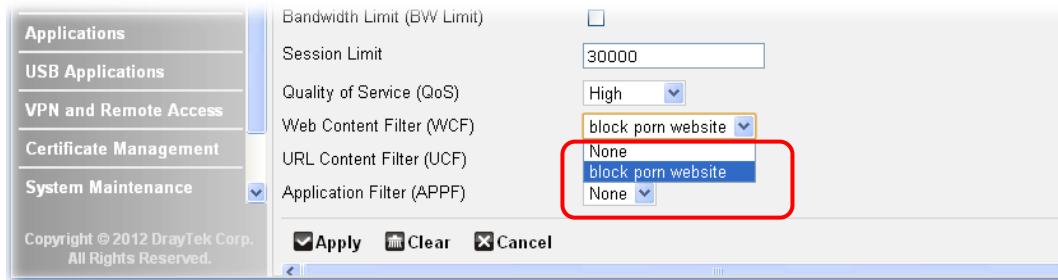 Applications
USB Applications
VPN and Remote Access
Certificate Management
System Maintenance
Copyright © 2012 DrayTek Corp.
All Rights Reserved.
Bandwidth Limit (BW Limit)
Session Limit
30000
Quality of Service (QoS)
High
Web Content Filter (WCF)
block porn website
None
block porn website
URL Content Filter (UCF)
Application Filter (APPF)
None
Apply Clear Cancel